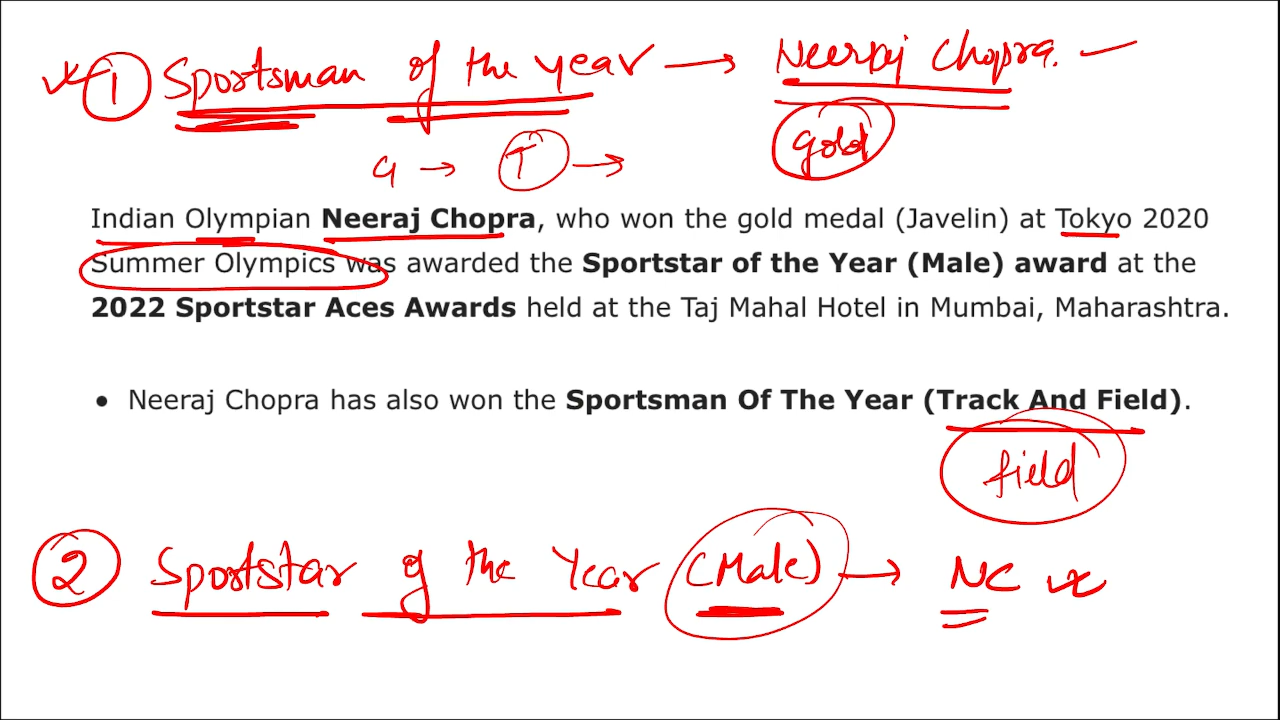 ① Sportsman of the year → Neeraj Chopra. –
gold
G → T →
Indian Olympian Neeraj Chopra, who won the gold medal (Javelin) at Tokyo 2020
Summer Olympics was awarded the Sportstar of the Year (Male) award at the
2022 Sportstar Aces Awards held at the Taj Mahal Hotel in Mumbai, Maharashtra.
• Neeraj Chopra has also won the Sportsman Of The Year (Track And Field).
field
② Sportstar of the Year (Male) → NC